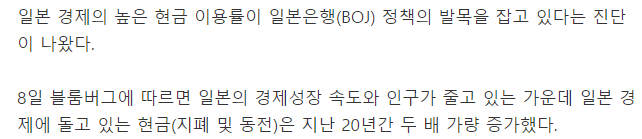 일본 경제의 높은 현금 이용률이 일본은행(BOJ) 정책의 발목을 잡고 있다는 진단
이 나왔다.
8일 블룸버그에 따르면 일본의 경제성장 속도와 인구가 줄고 있는 가운데 일본 경
제에 돌고 있는 현금(지폐 및 동전)은 지난 20년간 두 배 가량 증가했다.